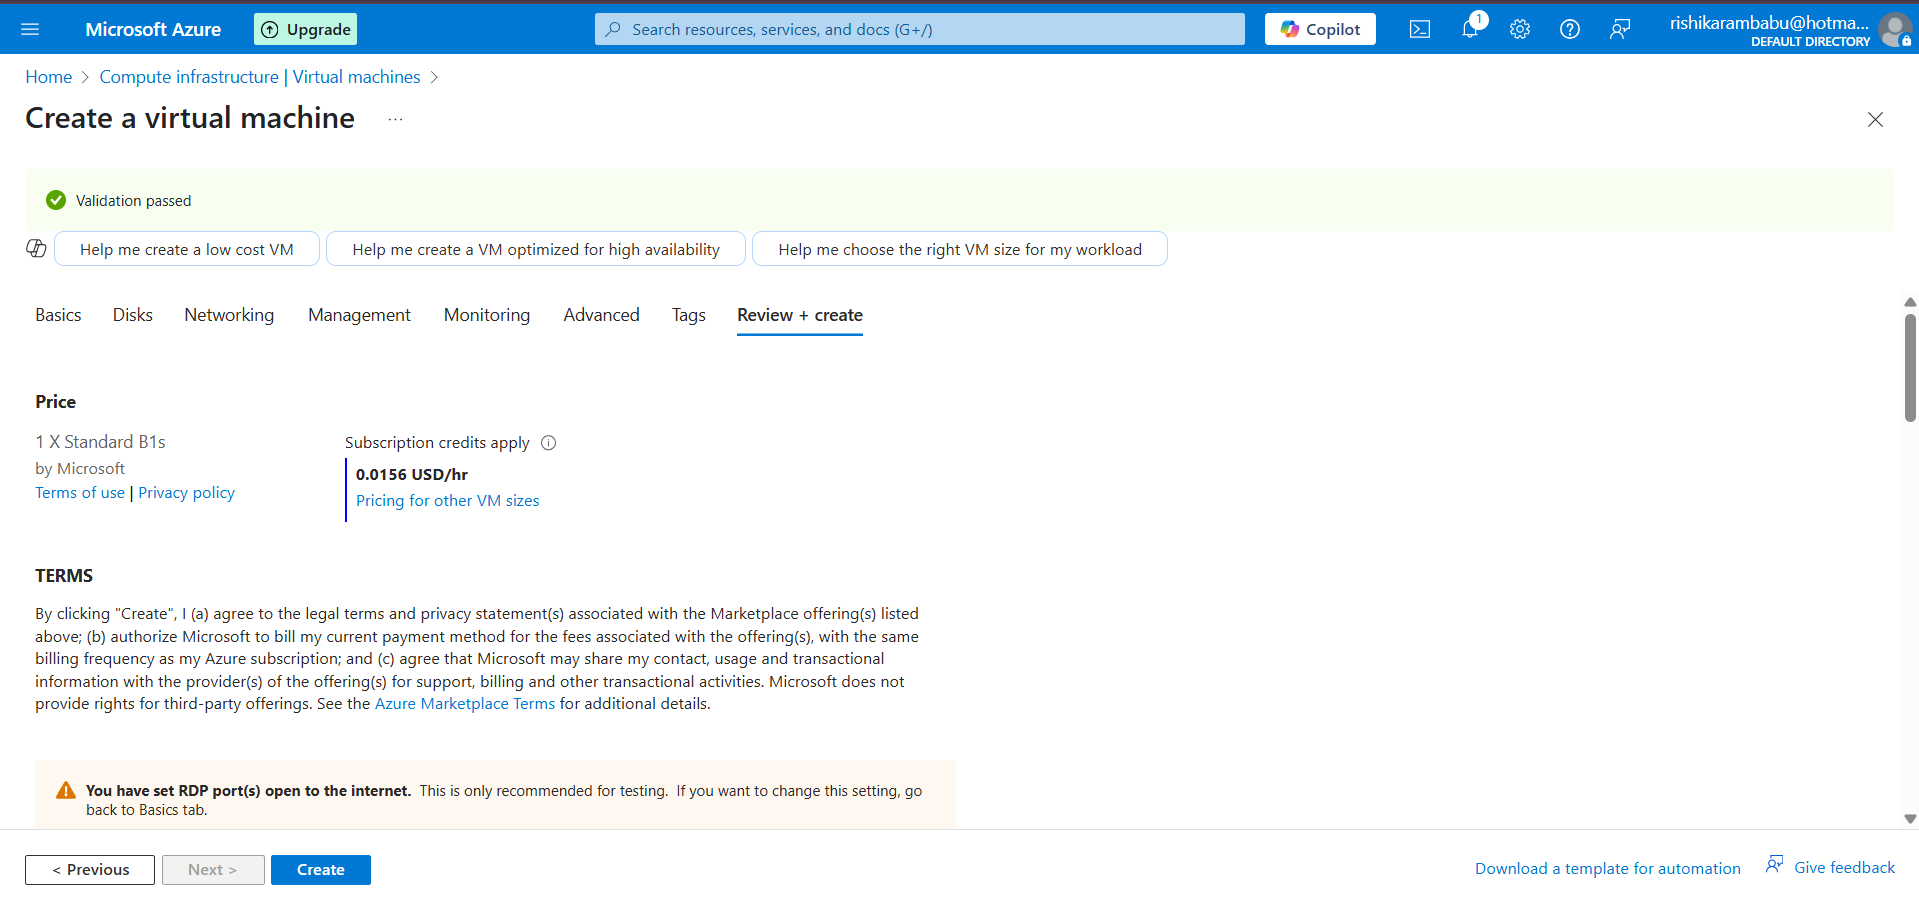 Microsoft Azure
Upgrade
Search resources, services, and docs (G+/)
Copilot
1
rishikarambabu@hotma...
DEFAULT DIRECTORY
Home > Compute infrastructure | Virtual machines >
Create a virtual machine ...
Validation passed
Help me create a low cost VM
Help me create a VM optimized for high availability
Help me choose the right VM size for my workload
Basics Disks Networking Management Monitoring Advanced Tags Review + create
Price
1 X Standard B1s
by Microsoft
Terms of use | Privacy policy
Subscription credits apply
0.0156 USD/hr
Pricing for other VM sizes
TERMS
By clicking "Create", I (a) agree to the legal terms and privacy statement(s) associated with the Marketplace offering(s) listed
above; (b) authorize Microsoft to bill my current payment method for the fees associated with the offering(s), with the same
billing frequency as my Azure subscription; and (c) agree that Microsoft may share my contact, usage and transactional
information with the provider(s) of the offering(s) for support, billing and other transactional activities. Microsoft does not
provide rights for third-party offerings. See the Azure Marketplace Terms for additional details.
You have set RDP port(s) open to the internet. This is only recommended for testing. If you want to change this setting, go
back to Basics tab.
< Previous
Next >
Create
Download a template for automation
Give feedback